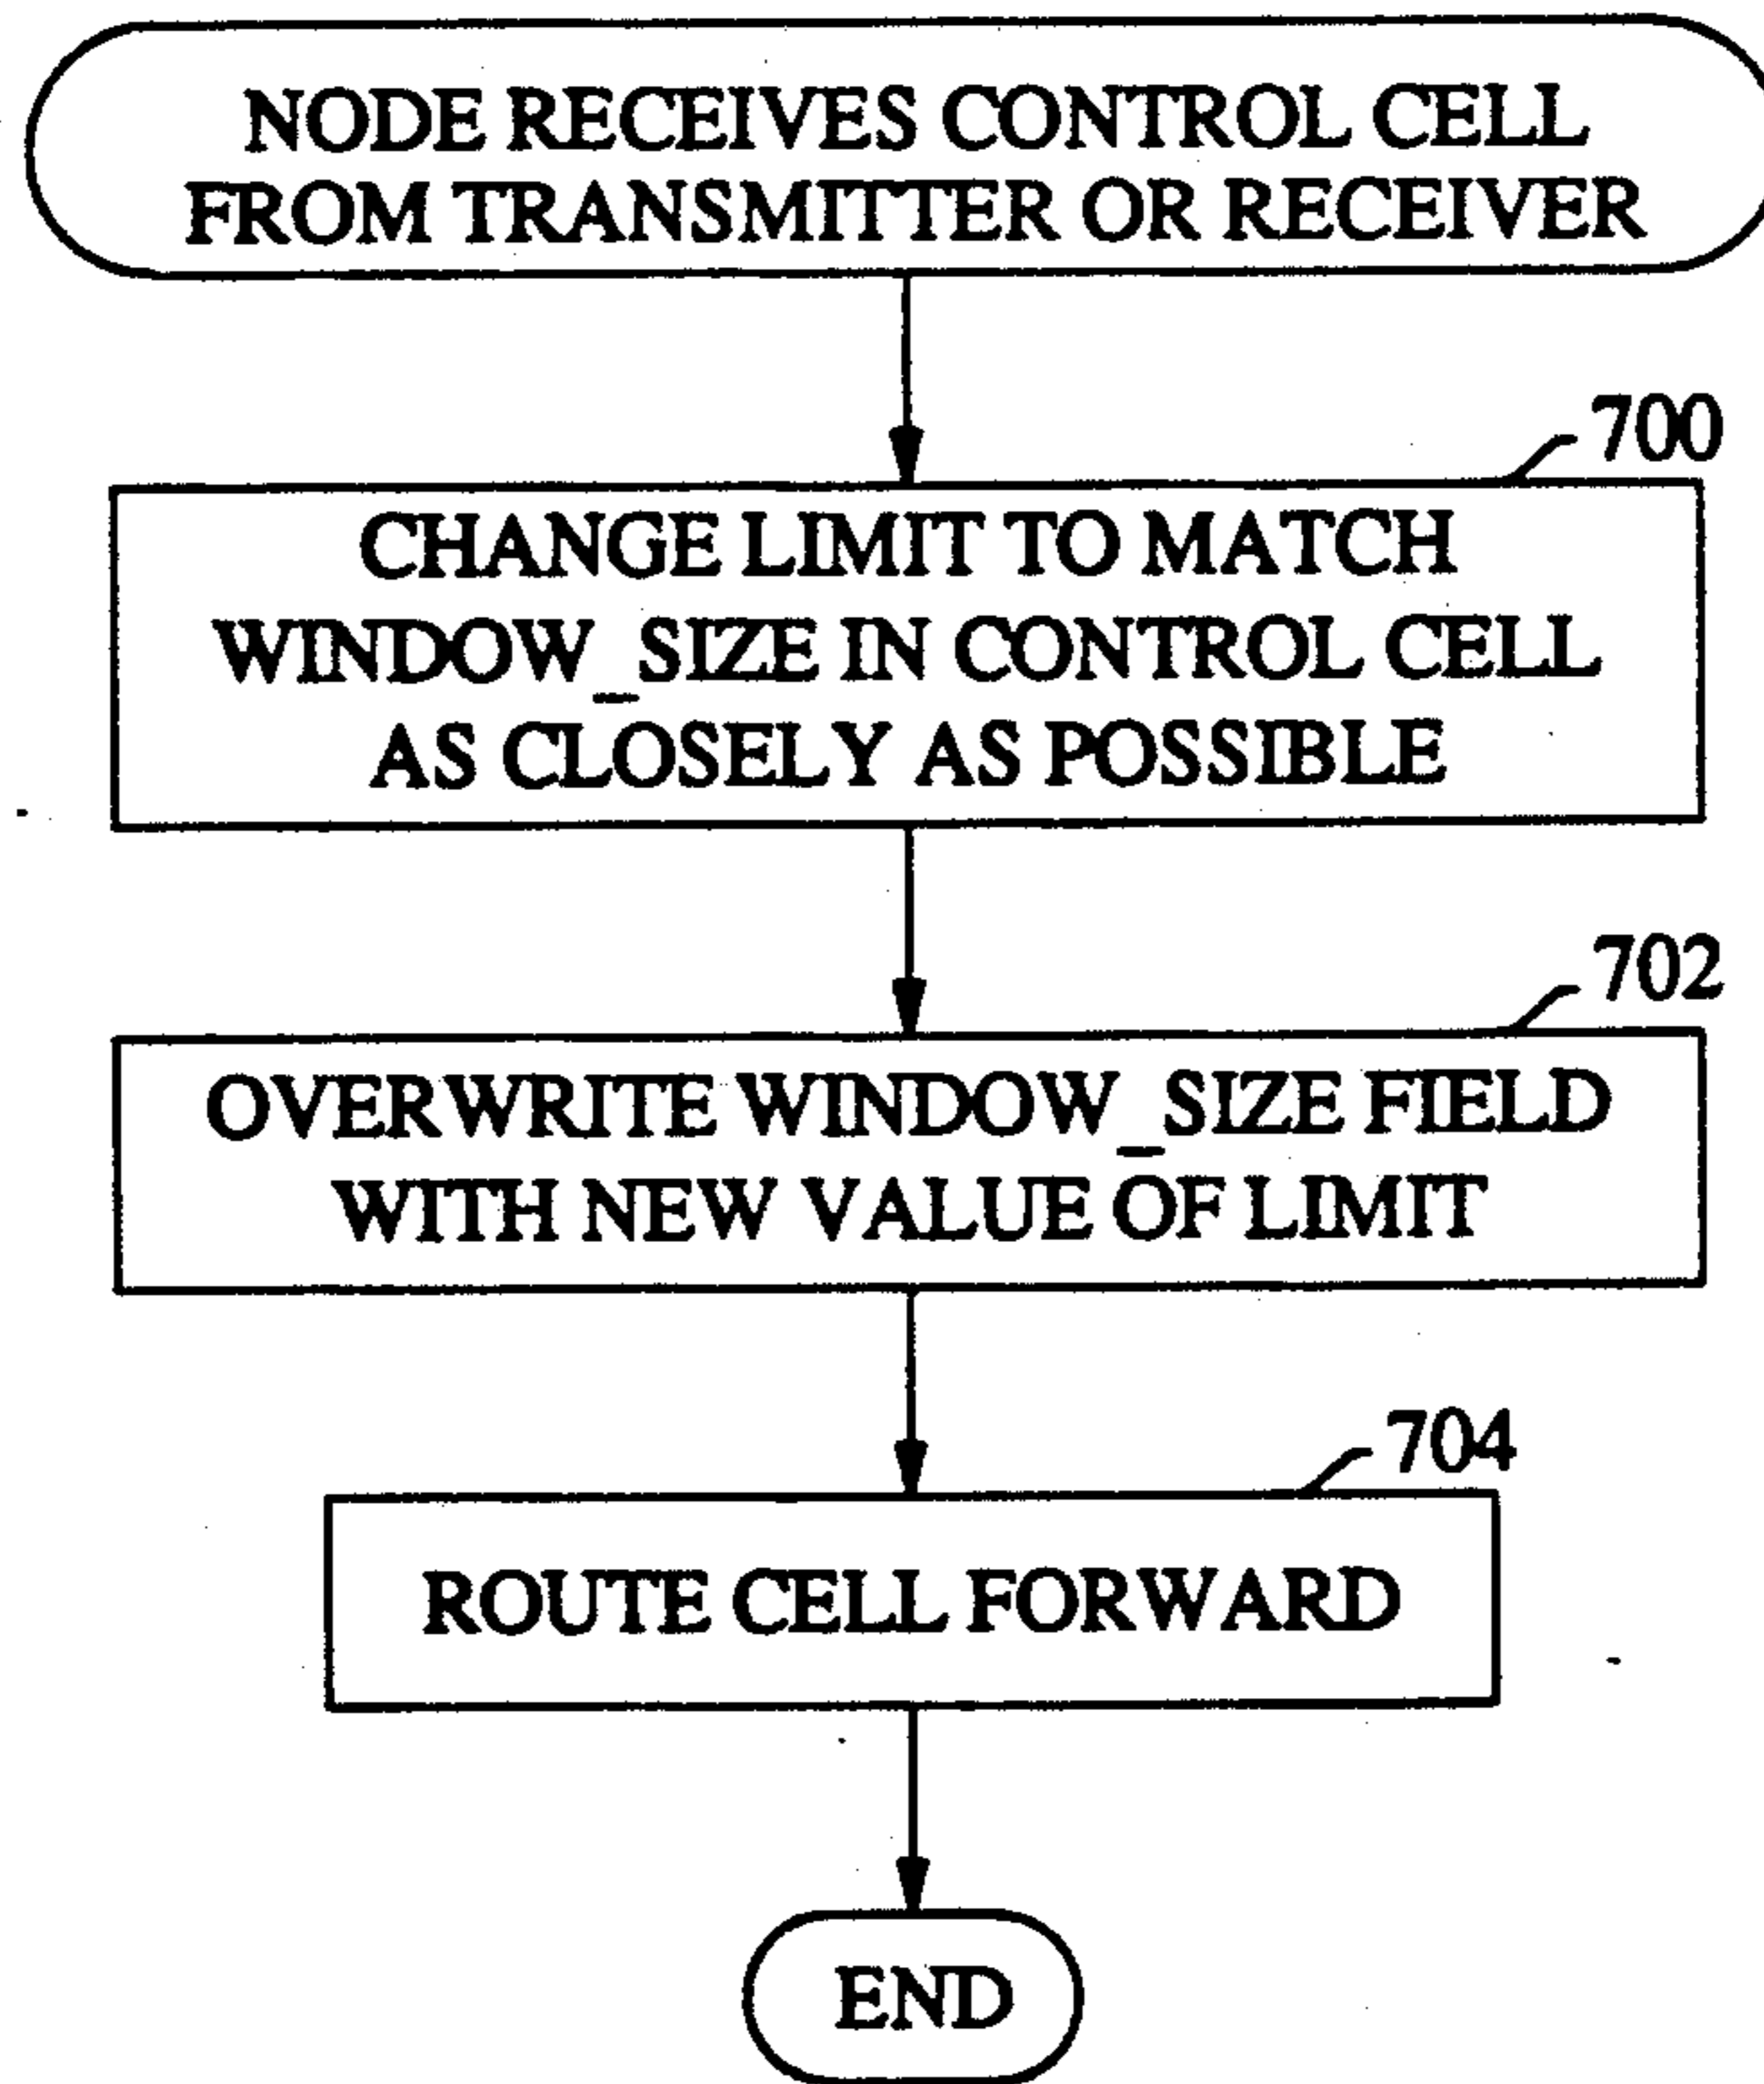 NODE RECEIVES CONTROL CELL
FROM TRANSMITTER OR RECEIVER
700
CHANGE LIMIT TO MATCH
WINDOW_SIZE IN CONTROL CELL
AS CLOSELY AS POSSIBLE
702
OVERWRITE WINDOW_SIZE FIELD
WITH NEW VALUE OF LIMIT
704
ROUTE CELL FORWARD
END